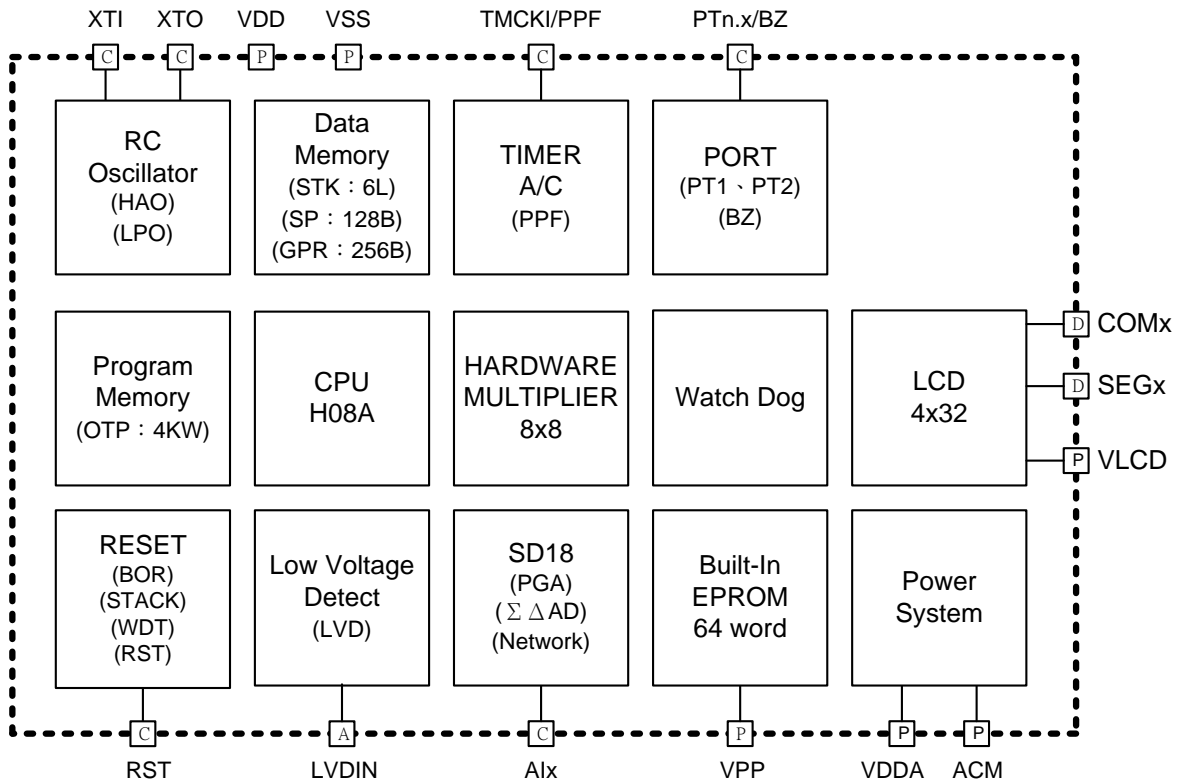 XTI XTO VDD VSS TMCKI/PPF PTn.x/BZ
C C P P C C
RC
Oscillator
(HAO)
(LPO)
Data
Memory
(STK：6L)
(SP：128B)
(GPR：256B)
TIMER
A/C
(PPF)
PORT
(PT1、PT2)
(BZ)
Program
Memory
(OTP：4KW)
CPU
H08A
HARDWARE
MULTIPLIER
8x8
Watch Dog
LCD
4x32
D COMx
D SEGx
P VLCD
RESET
(BOR)
(STACK)
(WDT)
(RST)
Low Voltage
Detect
(LVD)
SD18
(PGA)
(ΣΔAD)
(Network)
Built-In
EPROM
64 word
Power
System
C A C P P P
RST LVDIN AIx VPP VDDA ACM